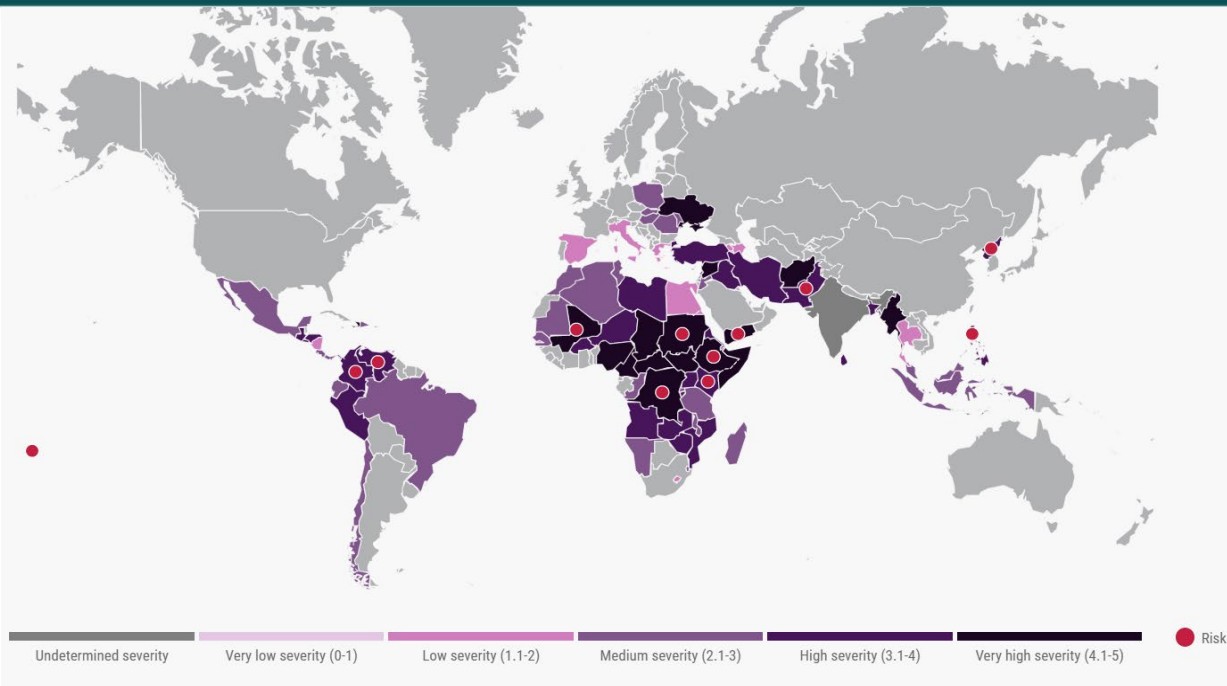 Undetermined severity
Very low severity (0-1)
Low severity (1.1-2)
Medium severity (2.1-3)
High severity (3.1-4)
Very high severity (4.1-5)
Risk